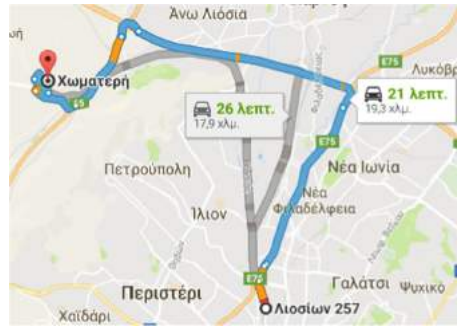 Άνω Λιόσια
Χωματερή
65
E75
Λυκόβρ
21 λεπτ.
19,3 χλμ.
26 λεπτ.
17,9 χλμ.
E75
Πετρούπολη
Νέα Ιωνία
Νέα
Φιλαδέλφεια
Ίλιον
E75
Γαλάτσι
Ψυχικό
Περιστέρι
Λιοσίων 257
Χαϊδάρι